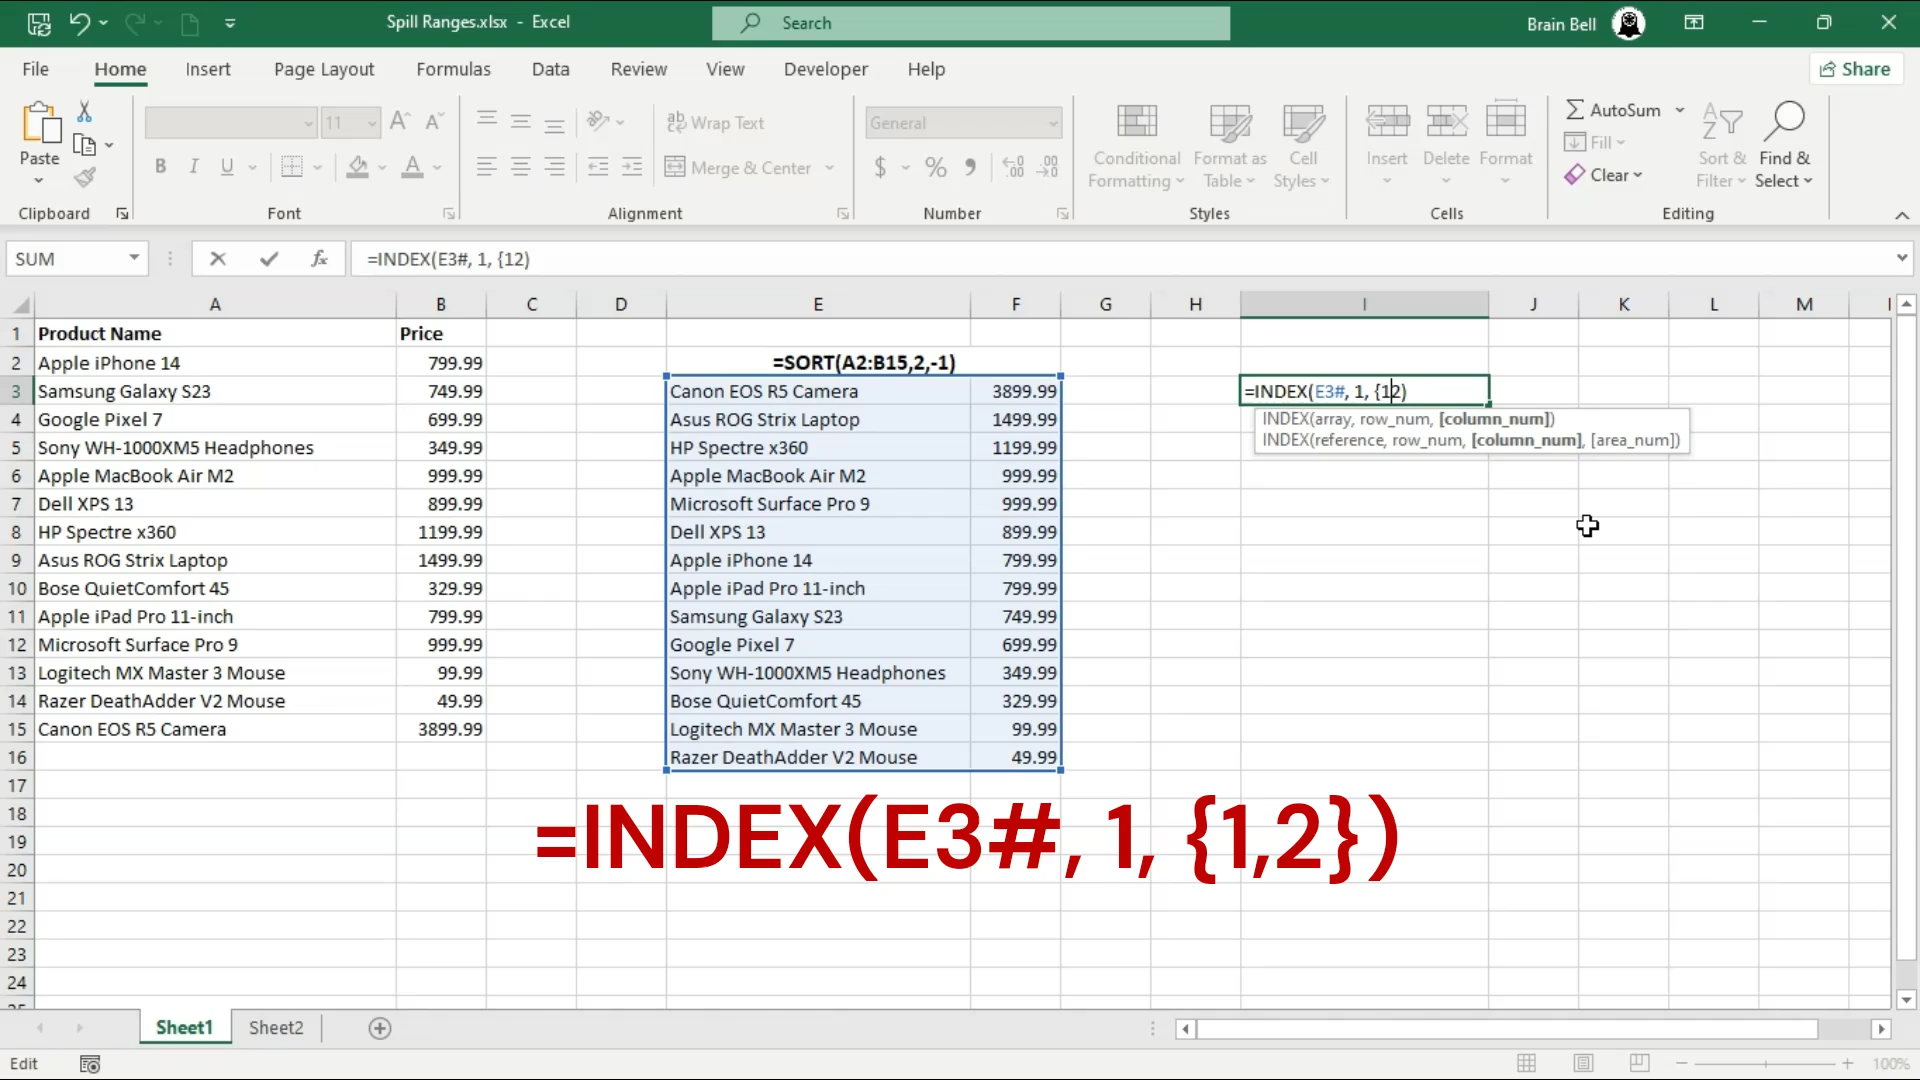 Spill Ranges.xlsx - Excel
Search
Brain Bell
File Home Insert Page Layout Formulas Data Review View Developer Help
Share
Paste
Clipboard
11
B I U
Font
Wrap Text
Merge & Center
Alignment
General
$ % ,
Number
Conditional Formatting
Format as Table
Cell Styles
Styles
Insert
Delete
Format
Cells
AutoSum
Fill
Clear
Sort & Filter
Find & Select
Editing
SUM
fx
=INDEX(E3#, 1, {12)
A B C D E F G H I J K L M
1 Product Name Price
2 Apple iPhone 14 799.99 =SORT(A2:B15,2,-1)
3 Samsung Galaxy S23 749.99 Canon EOS R5 Camera 3899.99 =INDEX(E3#, 1, {12)
4 Google Pixel 7 699.99 Asus ROG Strix Laptop 1499.99 INDEX(array, row_num, [column_num])
5 Sony WH-1000XM5 Headphones 349.99 HP Spectre x360 1199.99 INDEX(reference, row_num, [column_num], [area_num])
6 Apple MacBook Air M2 999.99 Apple MacBook Air M2 999.99
7 Dell XPS 13 899.99 Microsoft Surface Pro 9 999.99
8 HP Spectre x360 1199.99 Dell XPS 13 899.99
9 Asus ROG Strix Laptop 1499.99 Apple iPhone 14 799.99
10 Bose QuietComfort 45 329.99 Apple iPad Pro 11-inch 799.99
11 Apple iPad Pro 11-inch 799.99 Samsung Galaxy S23 749.99
12 Microsoft Surface Pro 9 999.99 Google Pixel 7 699.99
13 Logitech MX Master 3 Mouse 99.99 Sony WH-1000XM5 Headphones 349.99
14 Razer DeathAdder V2 Mouse 49.99 Bose QuietComfort 45 329.99
15 Canon EOS R5 Camera 3899.99 Logitech MX Master 3 Mouse 99.99
16 Razer DeathAdder V2 Mouse 49.99
17
18
=INDEX(E3#, 1, {1,2})
19
20
21
22
23
24
Sheet1 Sheet2
Edit
100%